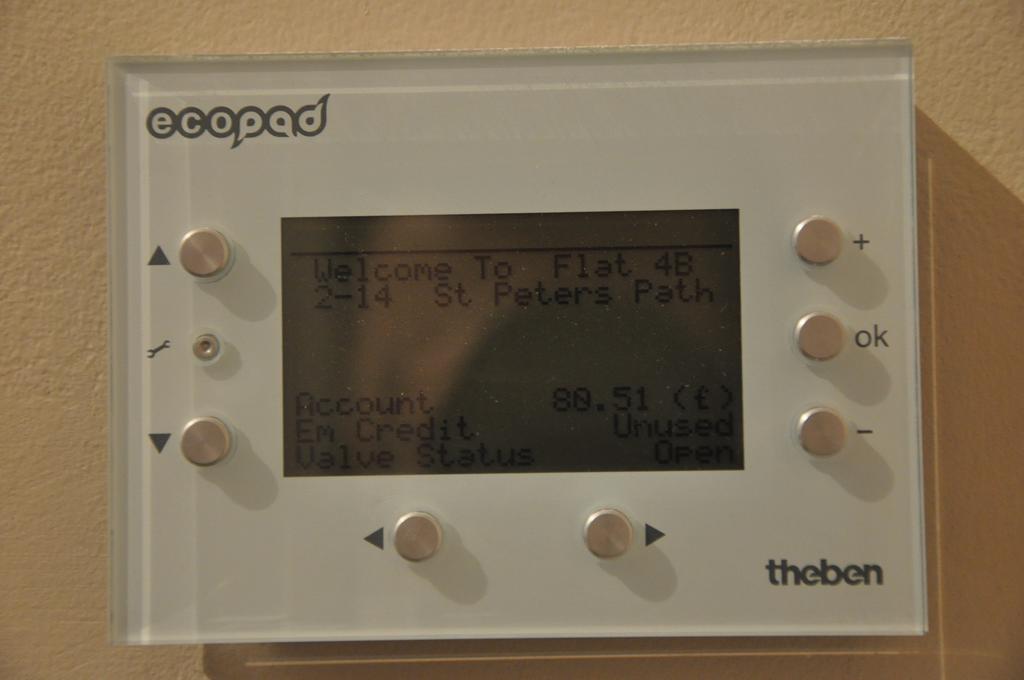 ecopad
Welcome To Flat 4B
2-14 St Peters Path
Account 80.51 (£)
Em Credit Unused
Valve Status Open
+
ok
-
theben